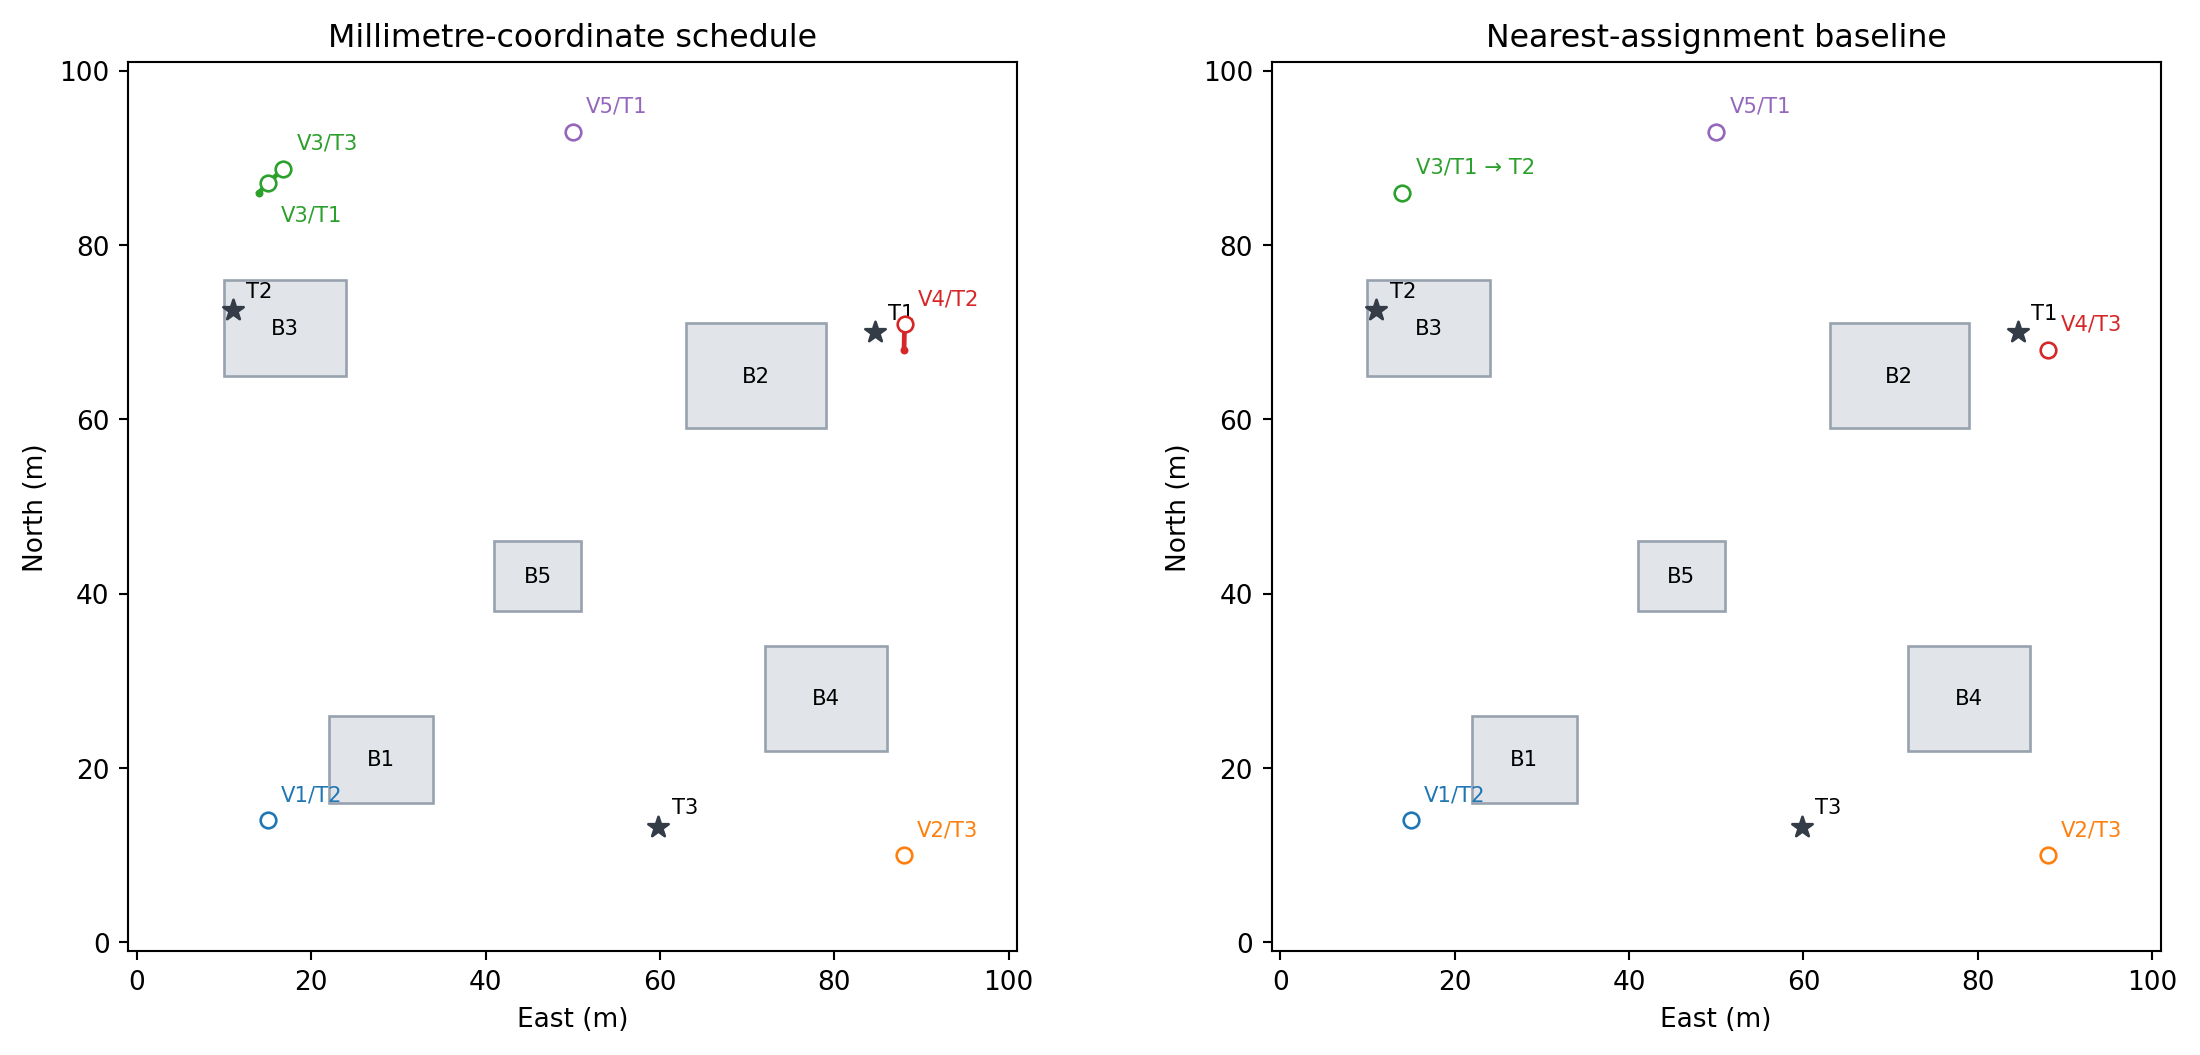 Millimetre-coordinate schedule
100
80
60
40
20
0
North (m)
V5/T1
V3/T3
V3/T1
T2
B3
T1
V4/T2
B2
B5
B4
B1
V1/T2
T3
V2/T3
0
20
40
60
80
100
East (m)
Nearest-assignment baseline
100
80
60
40
20
0
North (m)
V5/T1
V3/T1 → T2
T2
B3
T1
V4/T3
B2
B5
B4
B1
V1/T2
T3
V2/T3
0
20
40
60
80
100
East (m)